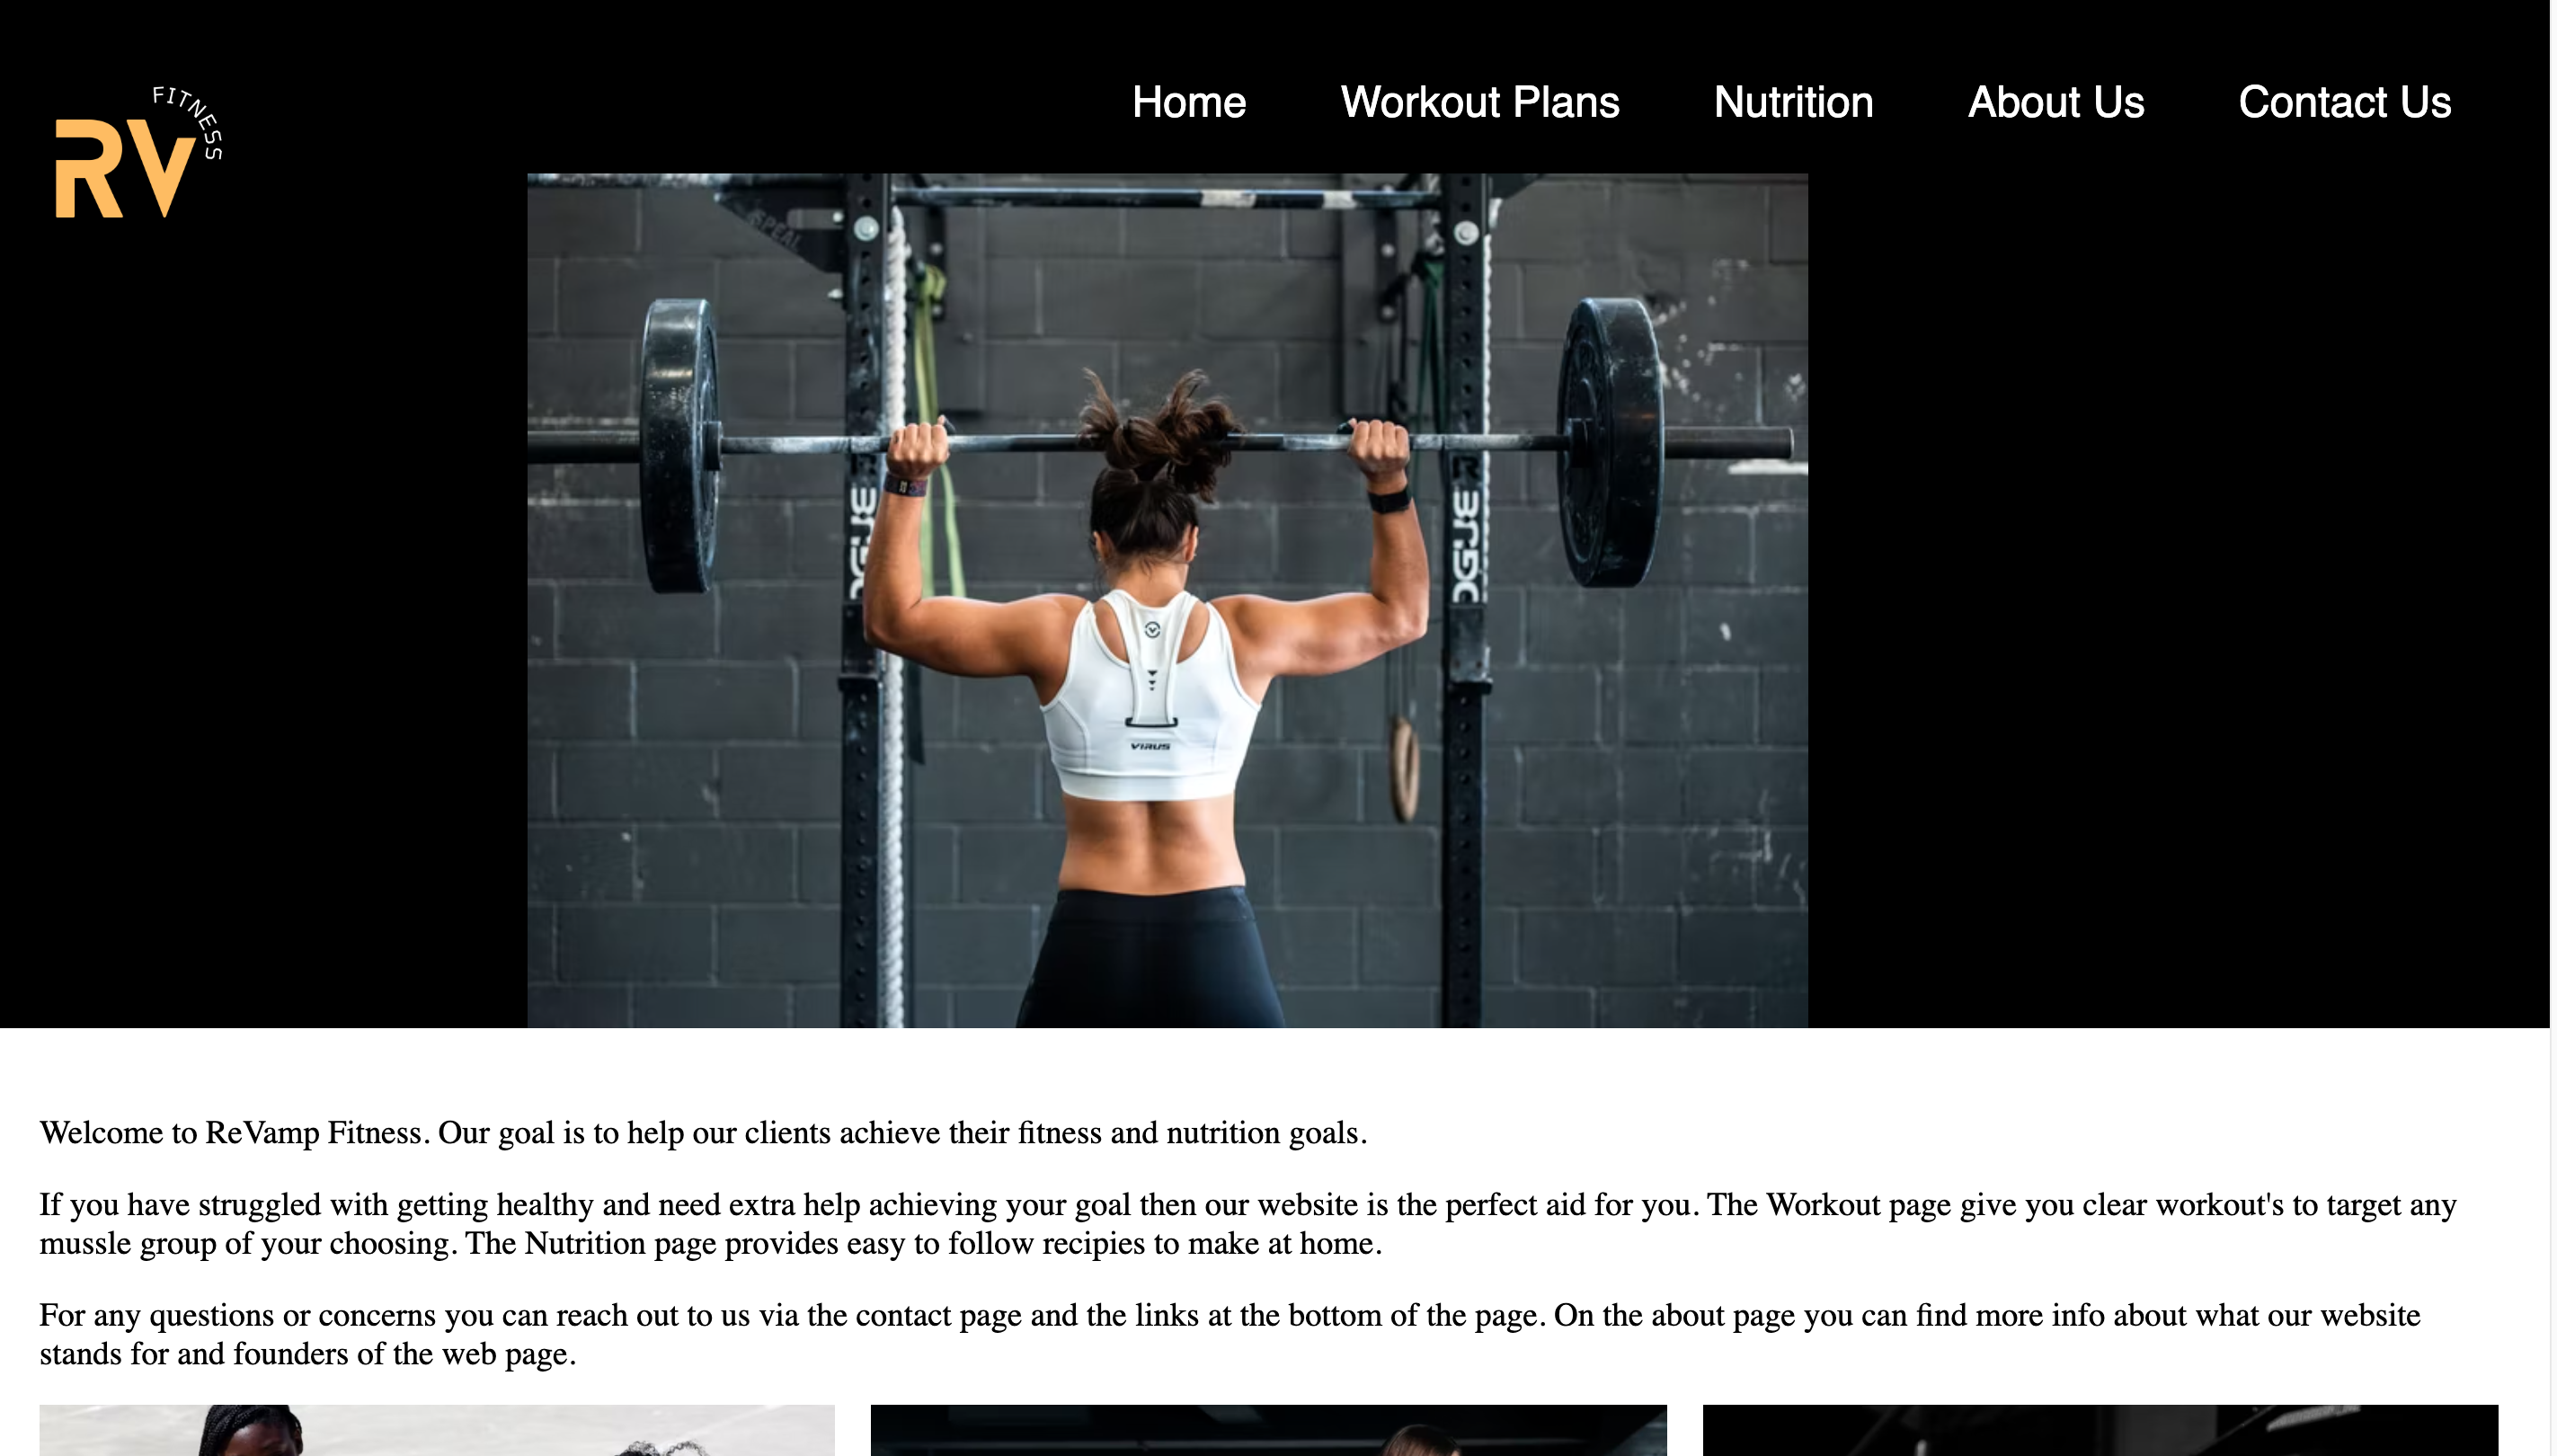 FITNESS
RV
Home Workout Plans Nutrition About Us Contact Us
SPEAL
OGUE
ROGUE
VIRUS
Welcome to ReVamp Fitness. Our goal is to help our clients achieve their fitness and nutrition goals.
If you have struggled with getting healthy and need extra help achieving your goal then our website is the perfect aid for you. The Workout page give you clear workout's to target any
mussle group of your choosing. The Nutrition page provides easy to follow recipies to make at home.
For any questions or concerns you can reach out to us via the contact page and the links at the bottom of the page. On the about page you can find more info about what our website
stands for and founders of the web page.